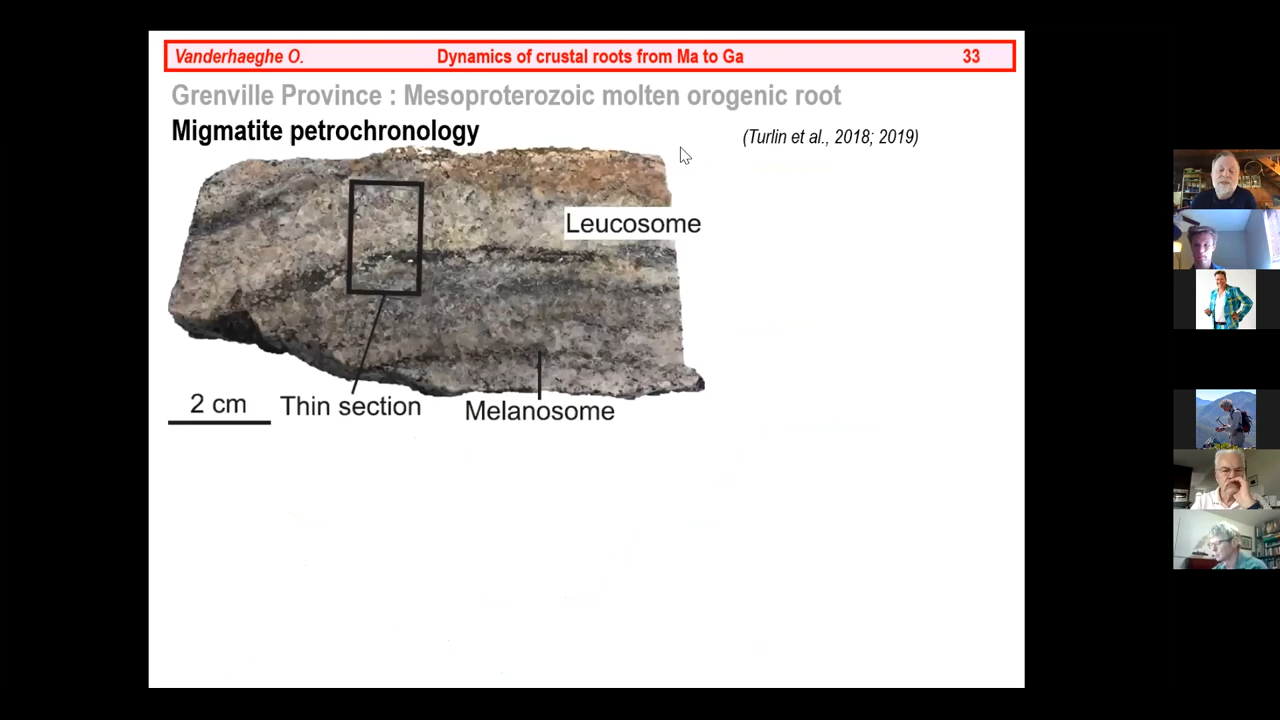 Vanderhaeghe O. Dynamics of crustal roots from Ma to Ga 33
Grenville Province : Mesoproterozoic molten orogenic root
Migmatite petrochronology
(Turlin et al., 2018; 2019)
Leucosome
2 cm
Thin section
Melanosome